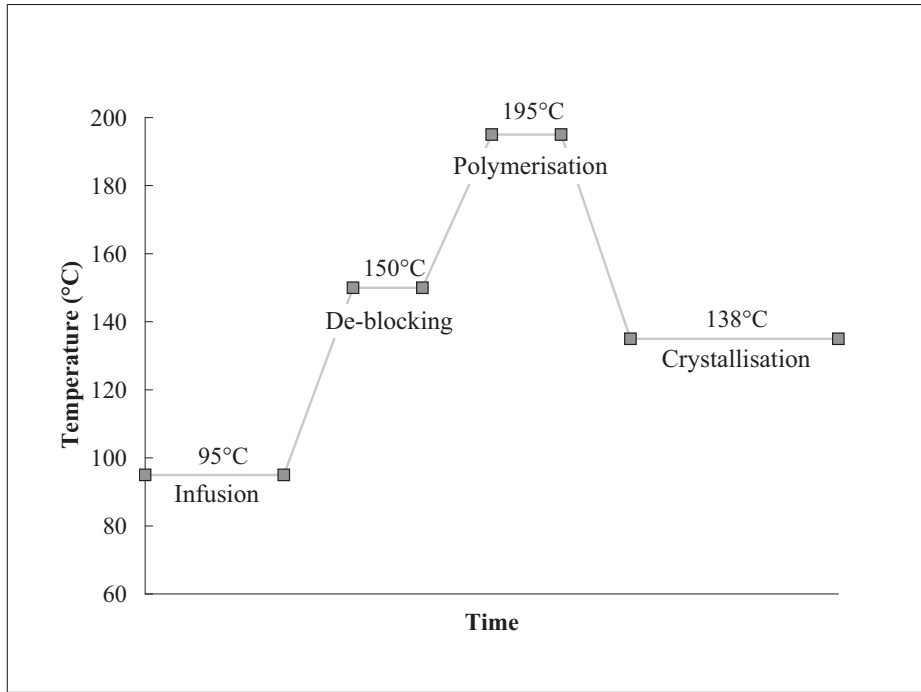 200
180
160
140
120
100
80
60
Temperature (°C)
195°C
Polymerisation
150°C
De-blocking
138°C
Crystallisation
95°C
Infusion
Time